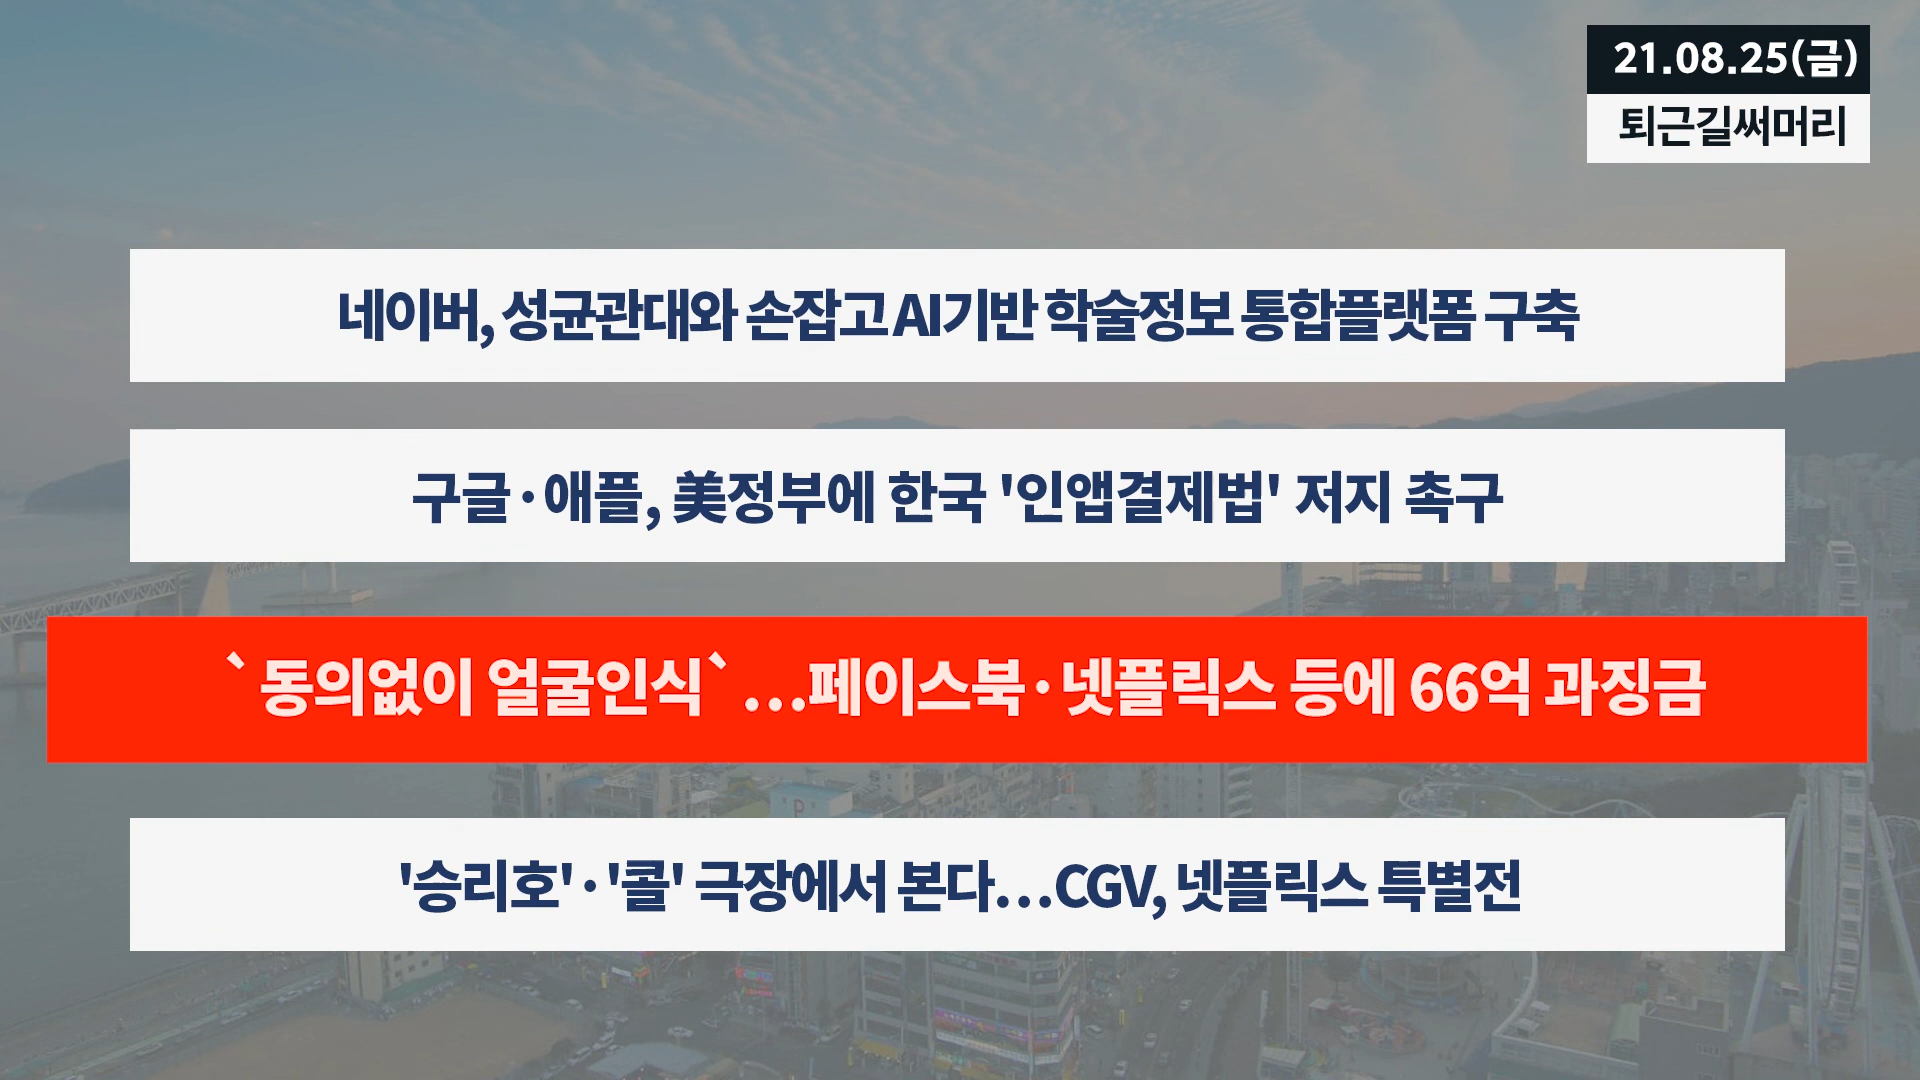 21.08.25(금)
퇴근길써머리
네이버, 성균관대와 손잡고 AI기반 학술정보 통합플랫폼 구축
구글·애플, 美정부에 한국 '인앱결제법' 저지 촉구
`동의없이 얼굴인식`...페이스북·넷플릭스 등에 66억 과징금
'승리호'·'콜' 극장에서 본다...CGV, 넷플릭스 특별전